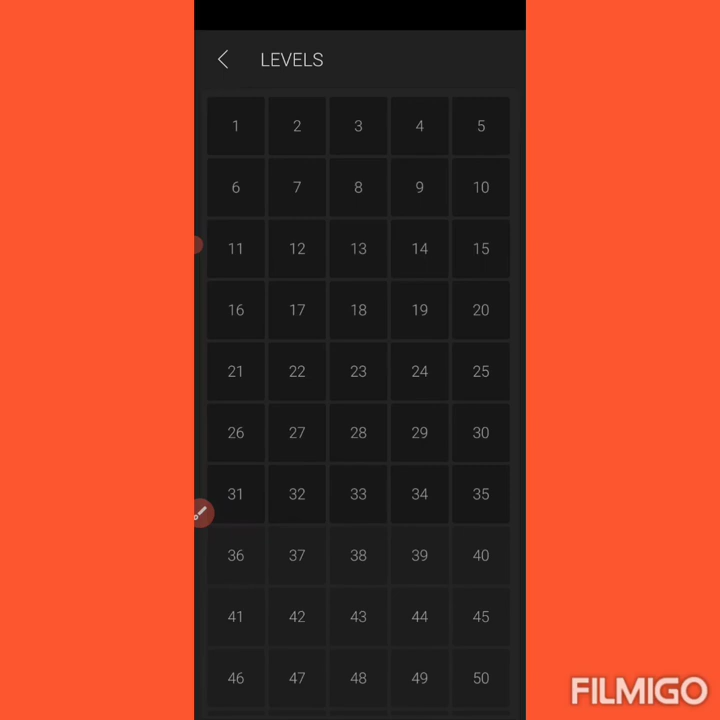 LEVELS
1 2 3 4 5
6 7 8 9 10
11 12 13 14 15
16 17 18 19 20
21 22 23 24 25
26 27 28 29 30
31 32 33 34 35
36 37 38 39 40
41 42 43 44 45
46 47 48 49 50
FILMIGO